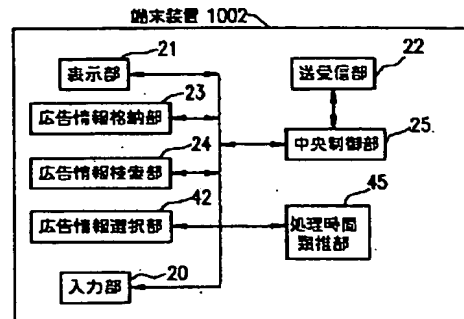 端末装置 1002
21
表示部
22
送受信部
23
広告情報格納部
25
中央制御部
24
広告情報検索部
42
広告情報選択部
45
処理時間
類推部
20
入力部